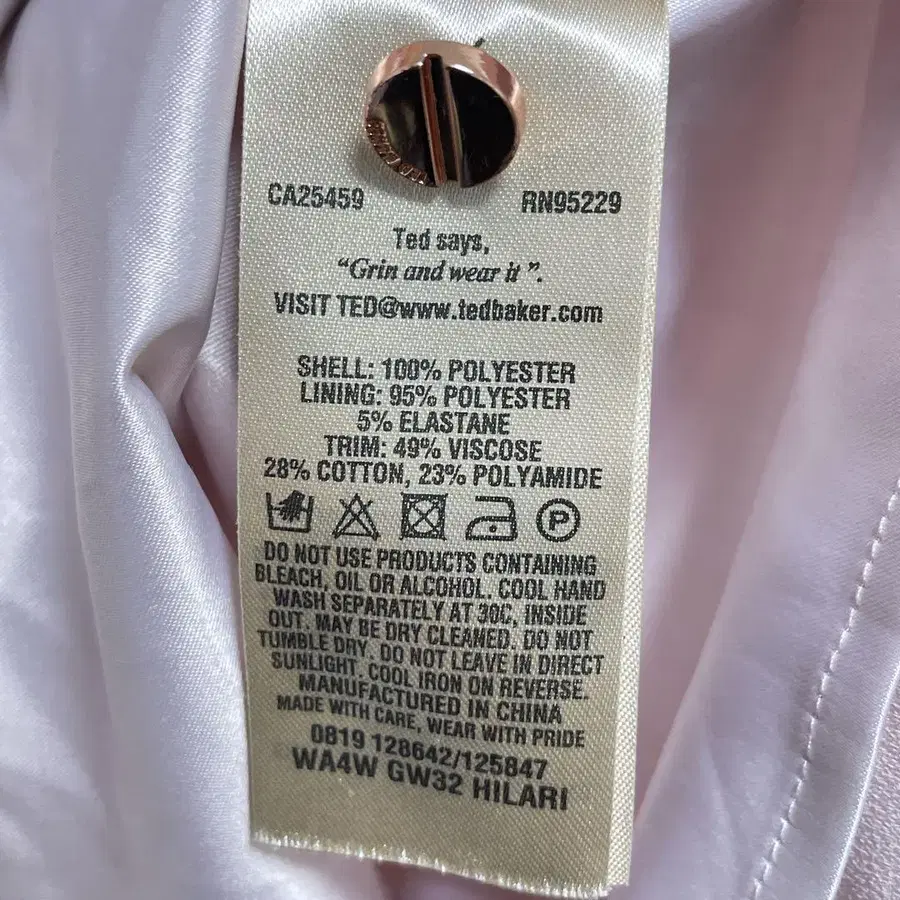 CA25459 RN95229
Ted says,
“Grin and wear it”.
VISIT TED@www.tedbaker.com
SHELL: 100% POLYESTER
LINING: 95% POLYESTER
5% ELASTANE
TRIM: 49% VISCOSE
28% COTTON, 23% POLYAMIDE
P
DO NOT USE PRODUCTS CONTAINING
BLEACH, OIL OR ALCOHOL. COOL HAND
WASH SEPARATELY AT 30C, INSIDE
OUT. MAY BE DRY CLEANED. DO NOT
TUMBLE DRY. DO NOT LEAVE IN DIRECT
SUNLIGHT. COOL IRON ON REVERSE.
MANUFACTURED IN CHINA
MADE WITH CARE, WEAR WITH PRIDE
0819 128642/125847
WA4W GW32 HILARI